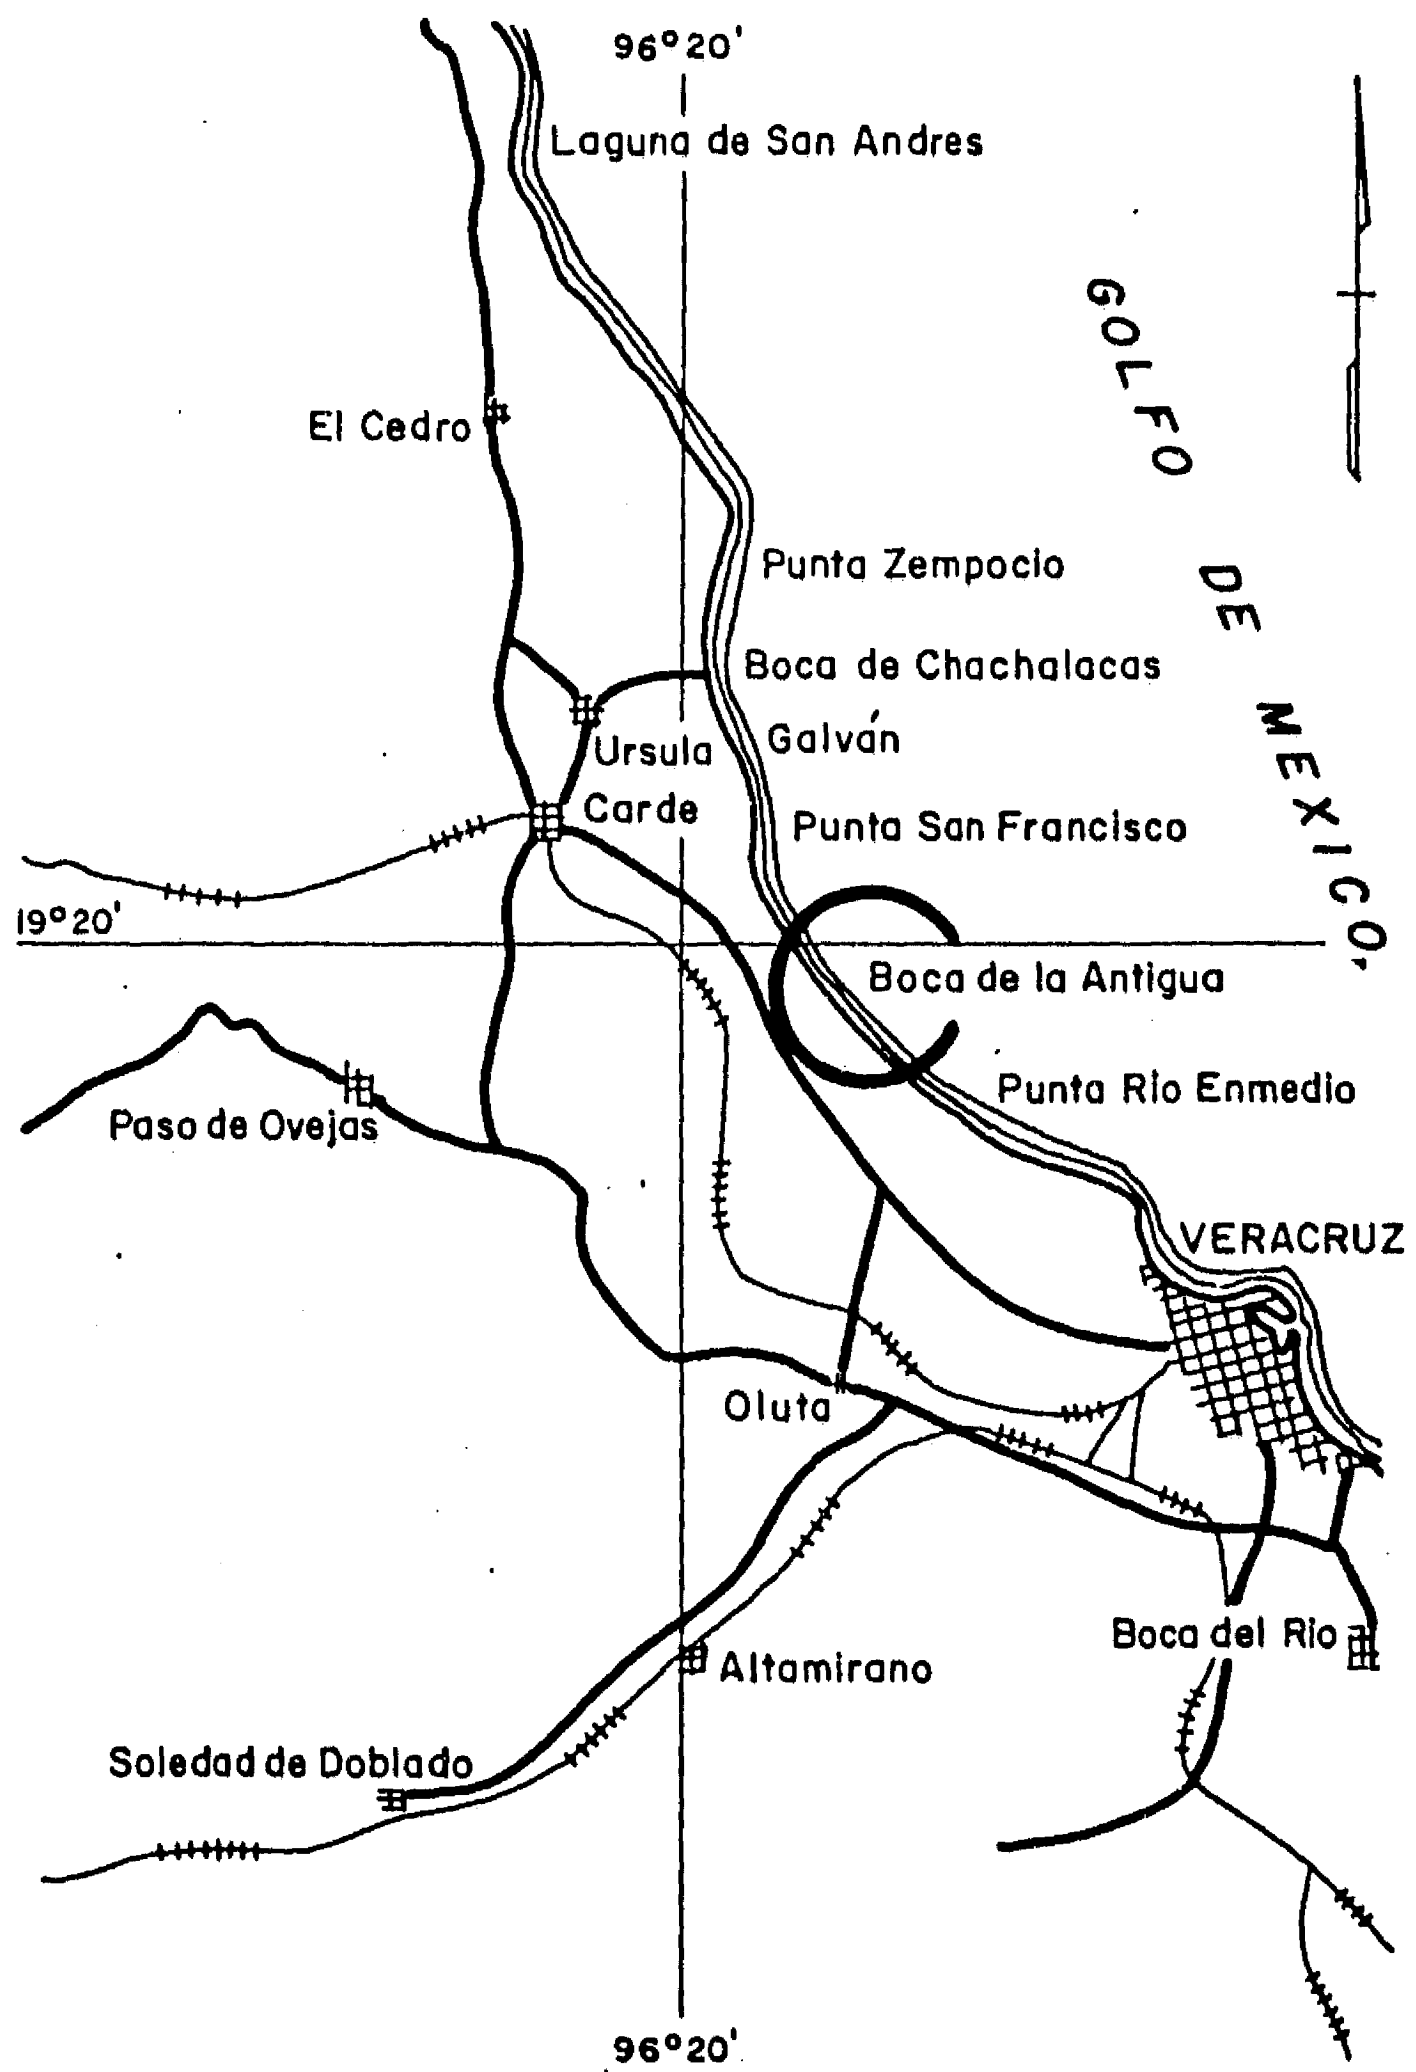 96°20'
Laguna de San Andres
GOLFO DE MEXICO
El Cedro
Punta Zempoclo
Boca de Chachalacas
Ursula
Galván
Carde
Punta San Francisco
19°20'
Boca de la Antigua
Paso de Ovejas
Punta Rio Enmedio
VERACRUZ
Oluta
Boca del Rio
Altamirano
Soledad de Doblado
96°20'